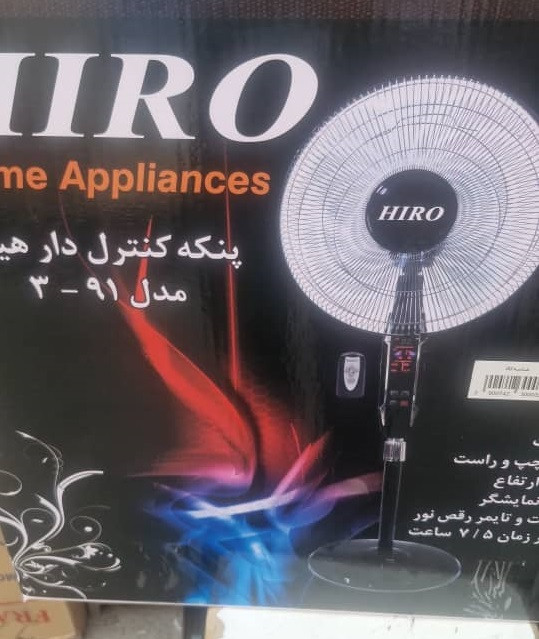 HIRO
me Appliances
پنکه کنترل دار هی
مدل ۹۱ - ۳
HIRO
چپ و راست
ارتفاع
نمایشگر
ت و تایمر رقص نور
ر زمان ۷/۵ ساعت
FRA